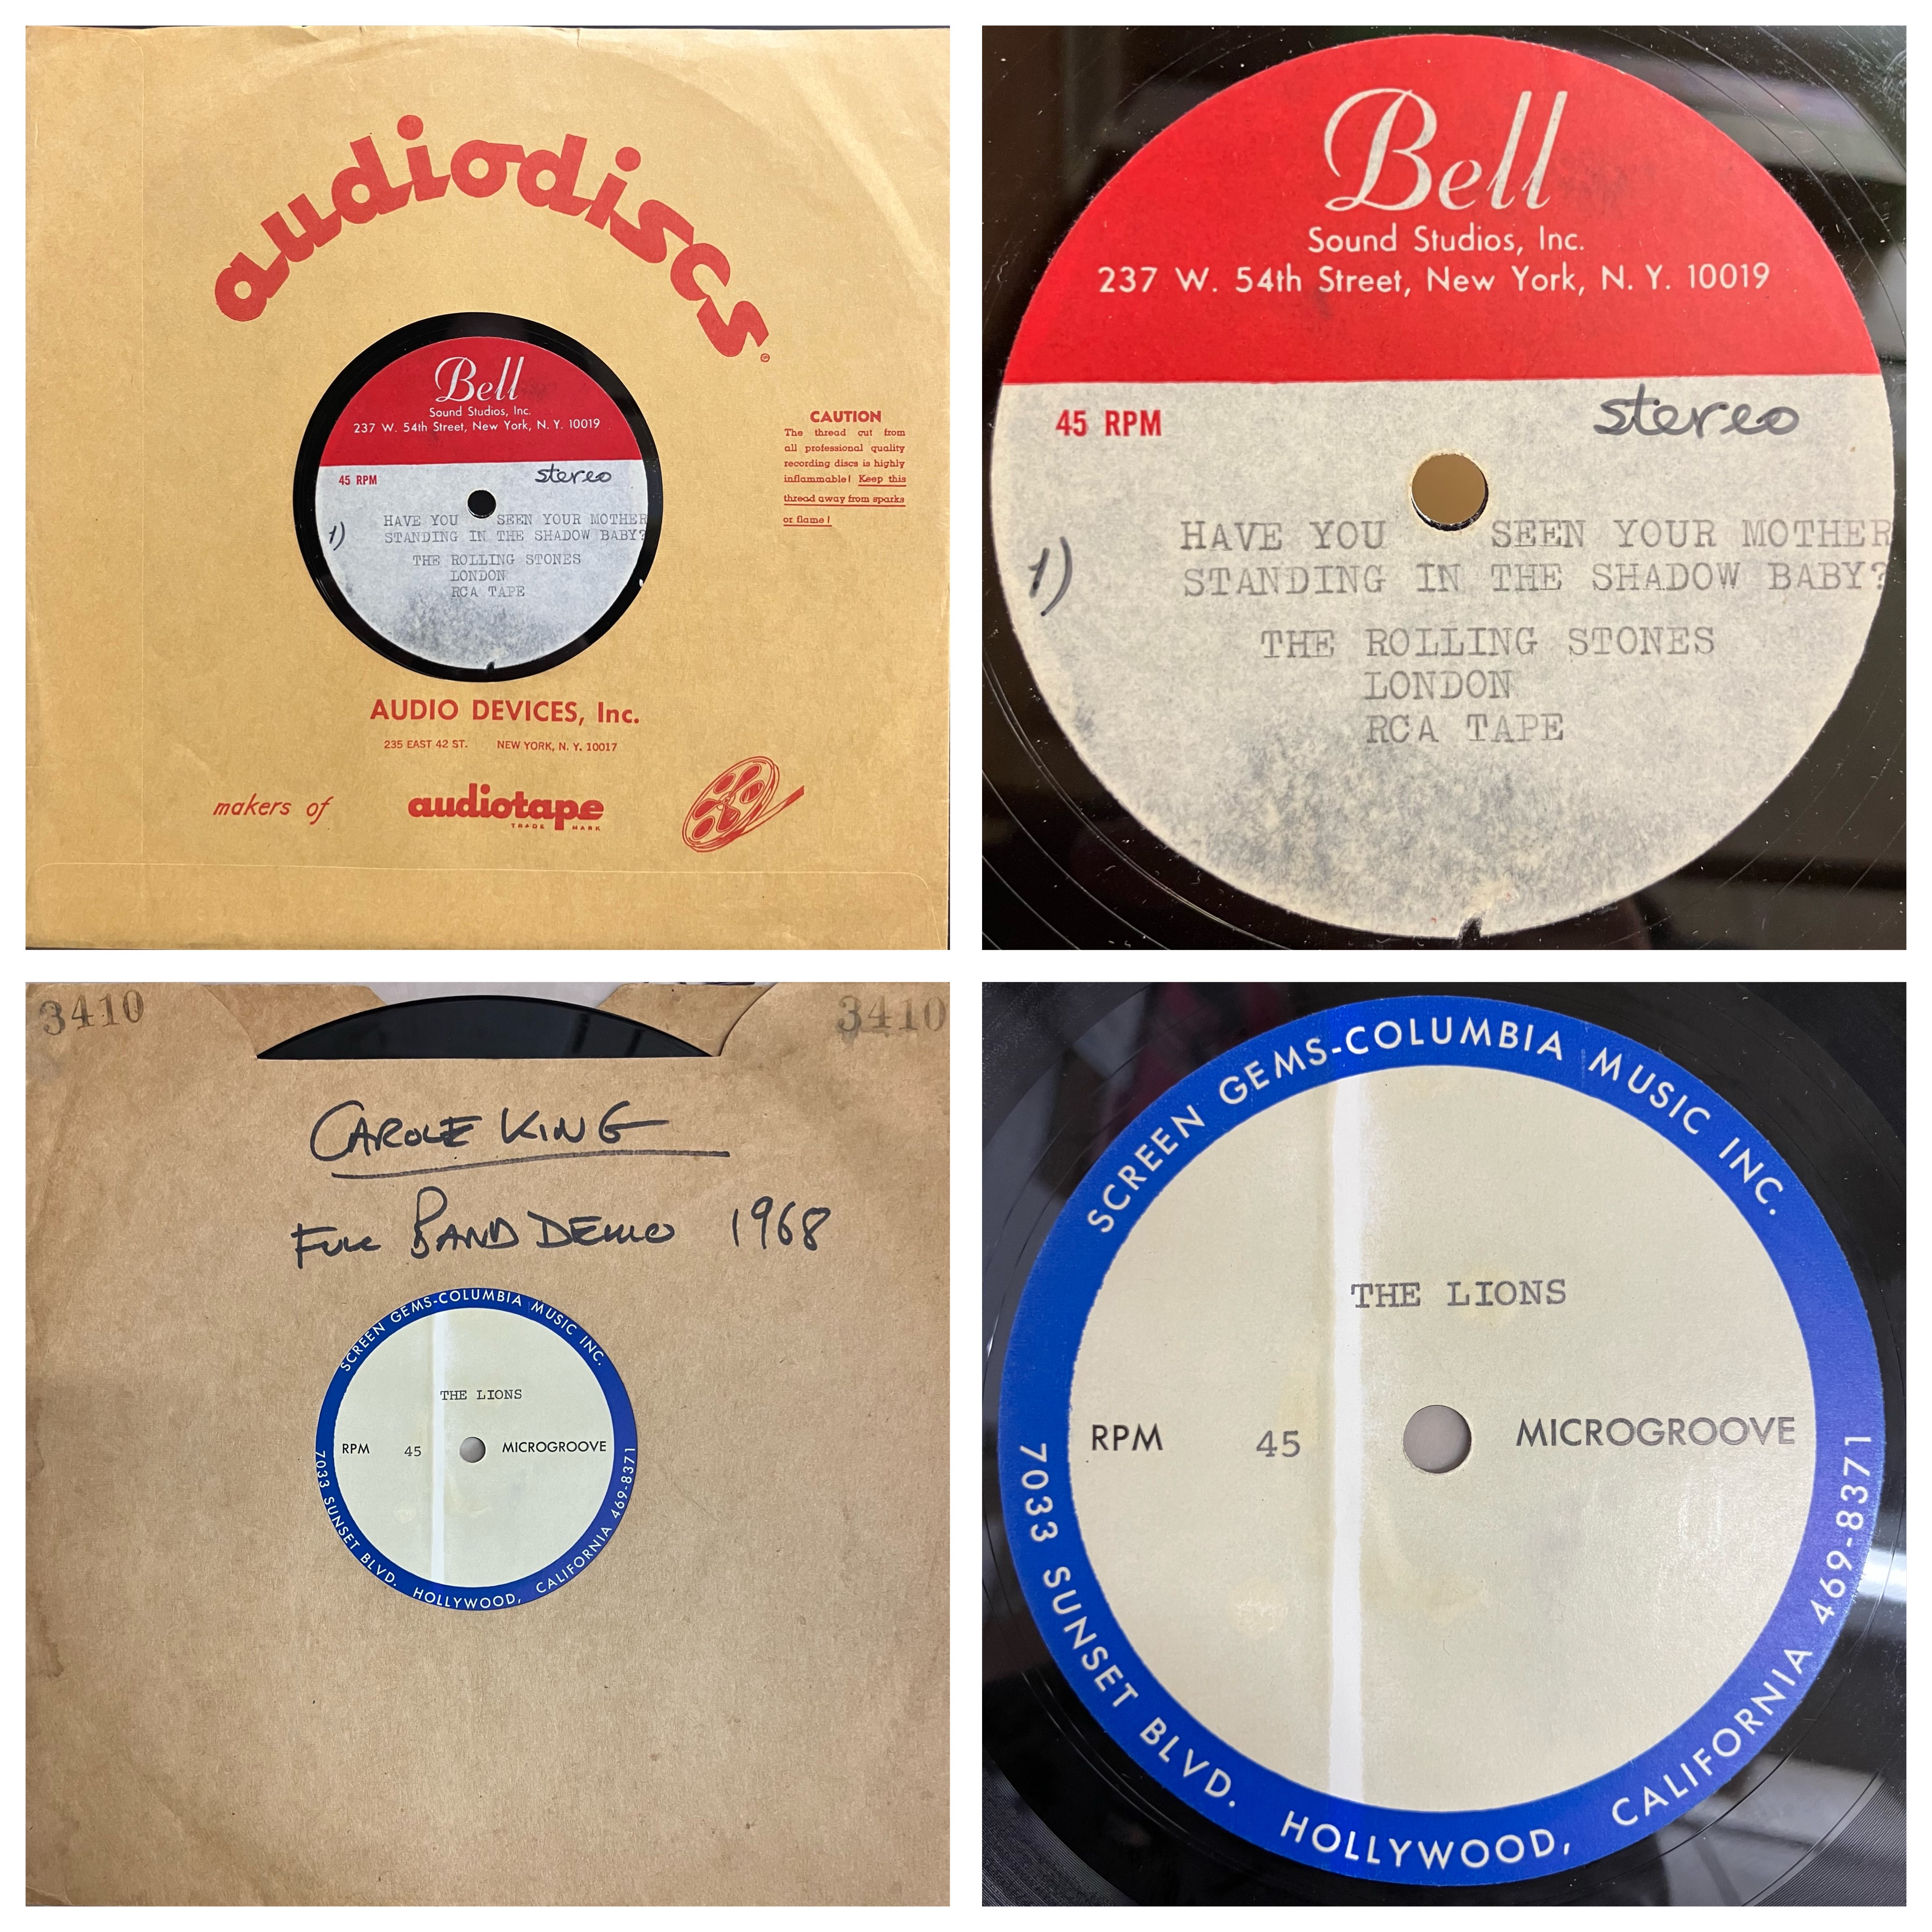 audiodiscs®
Bell
Sound Studios, Inc.
237 W. 54th Street, New York, N. Y. 10019
45 RPM
stereo
1)
HAVE YOU SEEN YOUR MOTHER
STANDING IN THE SHADOW BABY?
THE ROLLING STONES
LONDON
RCA TAPE
CAUTION
The thread cut from
all professional quality
recording discs is highly
inflammable! Keep this
thread away from sparks
or flame!
AUDIO DEVICES, Inc.
235 EAST 42 ST. NEW YORK, N. Y. 10017
makers of audiotape
TRADE MARK
Bell
Sound Studios, Inc.
237 W. 54th Street, New York, N. Y. 10019
45 RPM
stereo
1)
HAVE YOU SEEN YOUR MOTHER
STANDING IN THE SHADOW BABY?
THE ROLLING STONES
LONDON
RCA TAPE
3410 3410
CAROLE KING
FULL BAND DEMO 1968
SCREEN GEMS-COLUMBIA MUSIC INC.
THE LIONS
RPM 45 MICROGROOVE
7033 SUNSET BLVD. HOLLYWOOD, CALIFORNIA 469-8371
SCREEN GEMS-COLUMBIA MUSIC INC.
THE LIONS
RPM 45 MICROGROOVE
7033 SUNSET BLVD. HOLLYWOOD, CALIFORNIA 469-8371